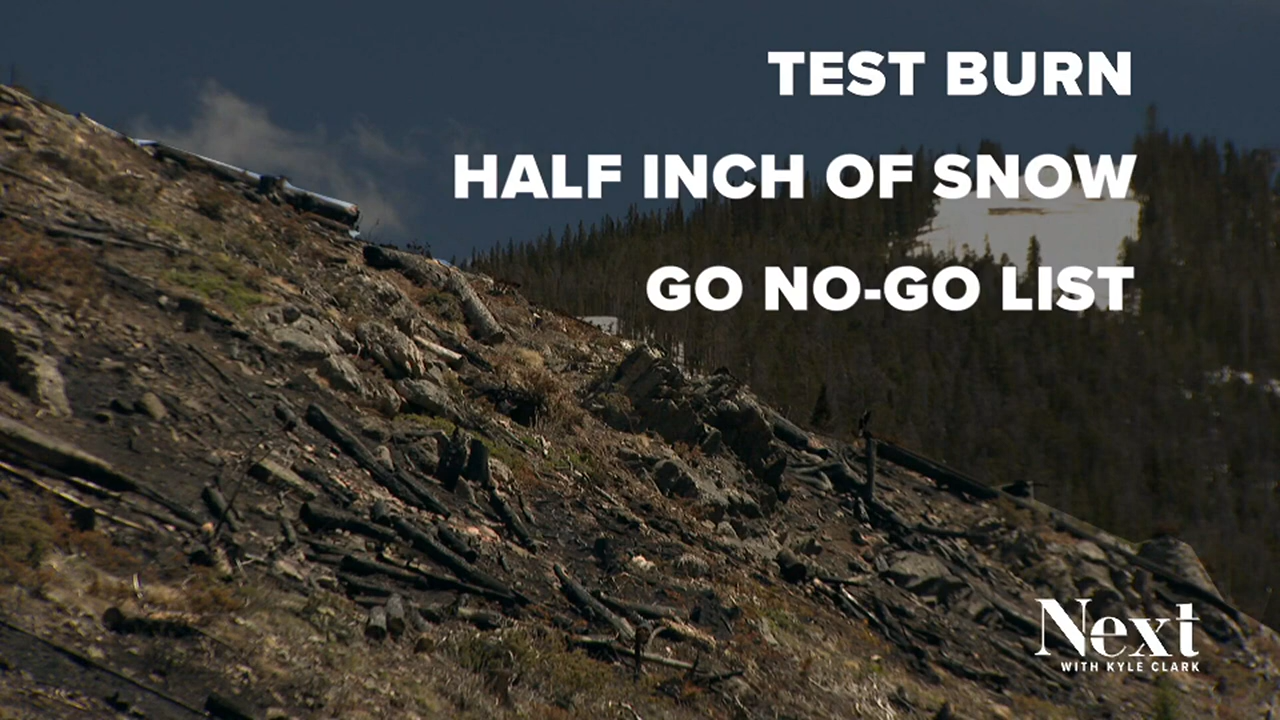 TEST BURN
HALF INCH OF SNOW
GO NO-GO LIST
Next
WITH KYLE CLARK